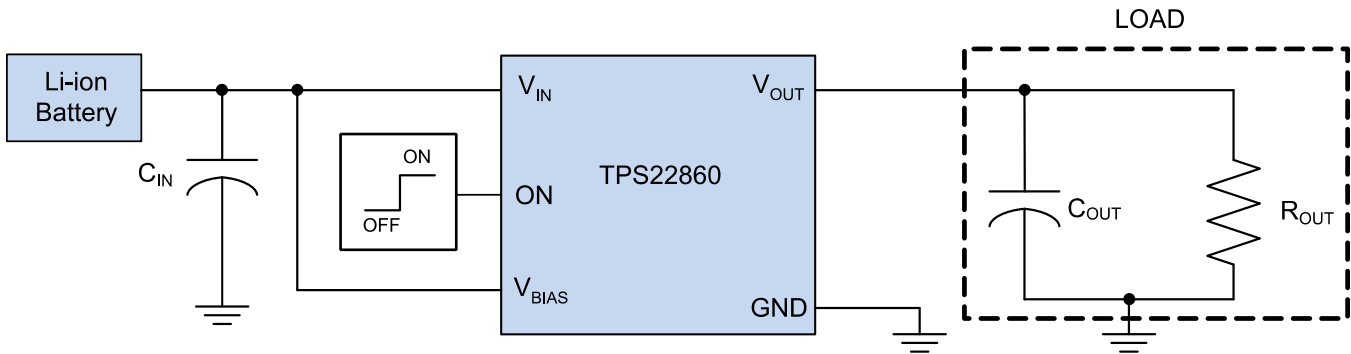 LOAD
Li-ion
Battery
V_IN
V_OUT
ON
C_IN
TPS22860
ON
OFF
C_OUT
R_OUT
V_BIAS
GND